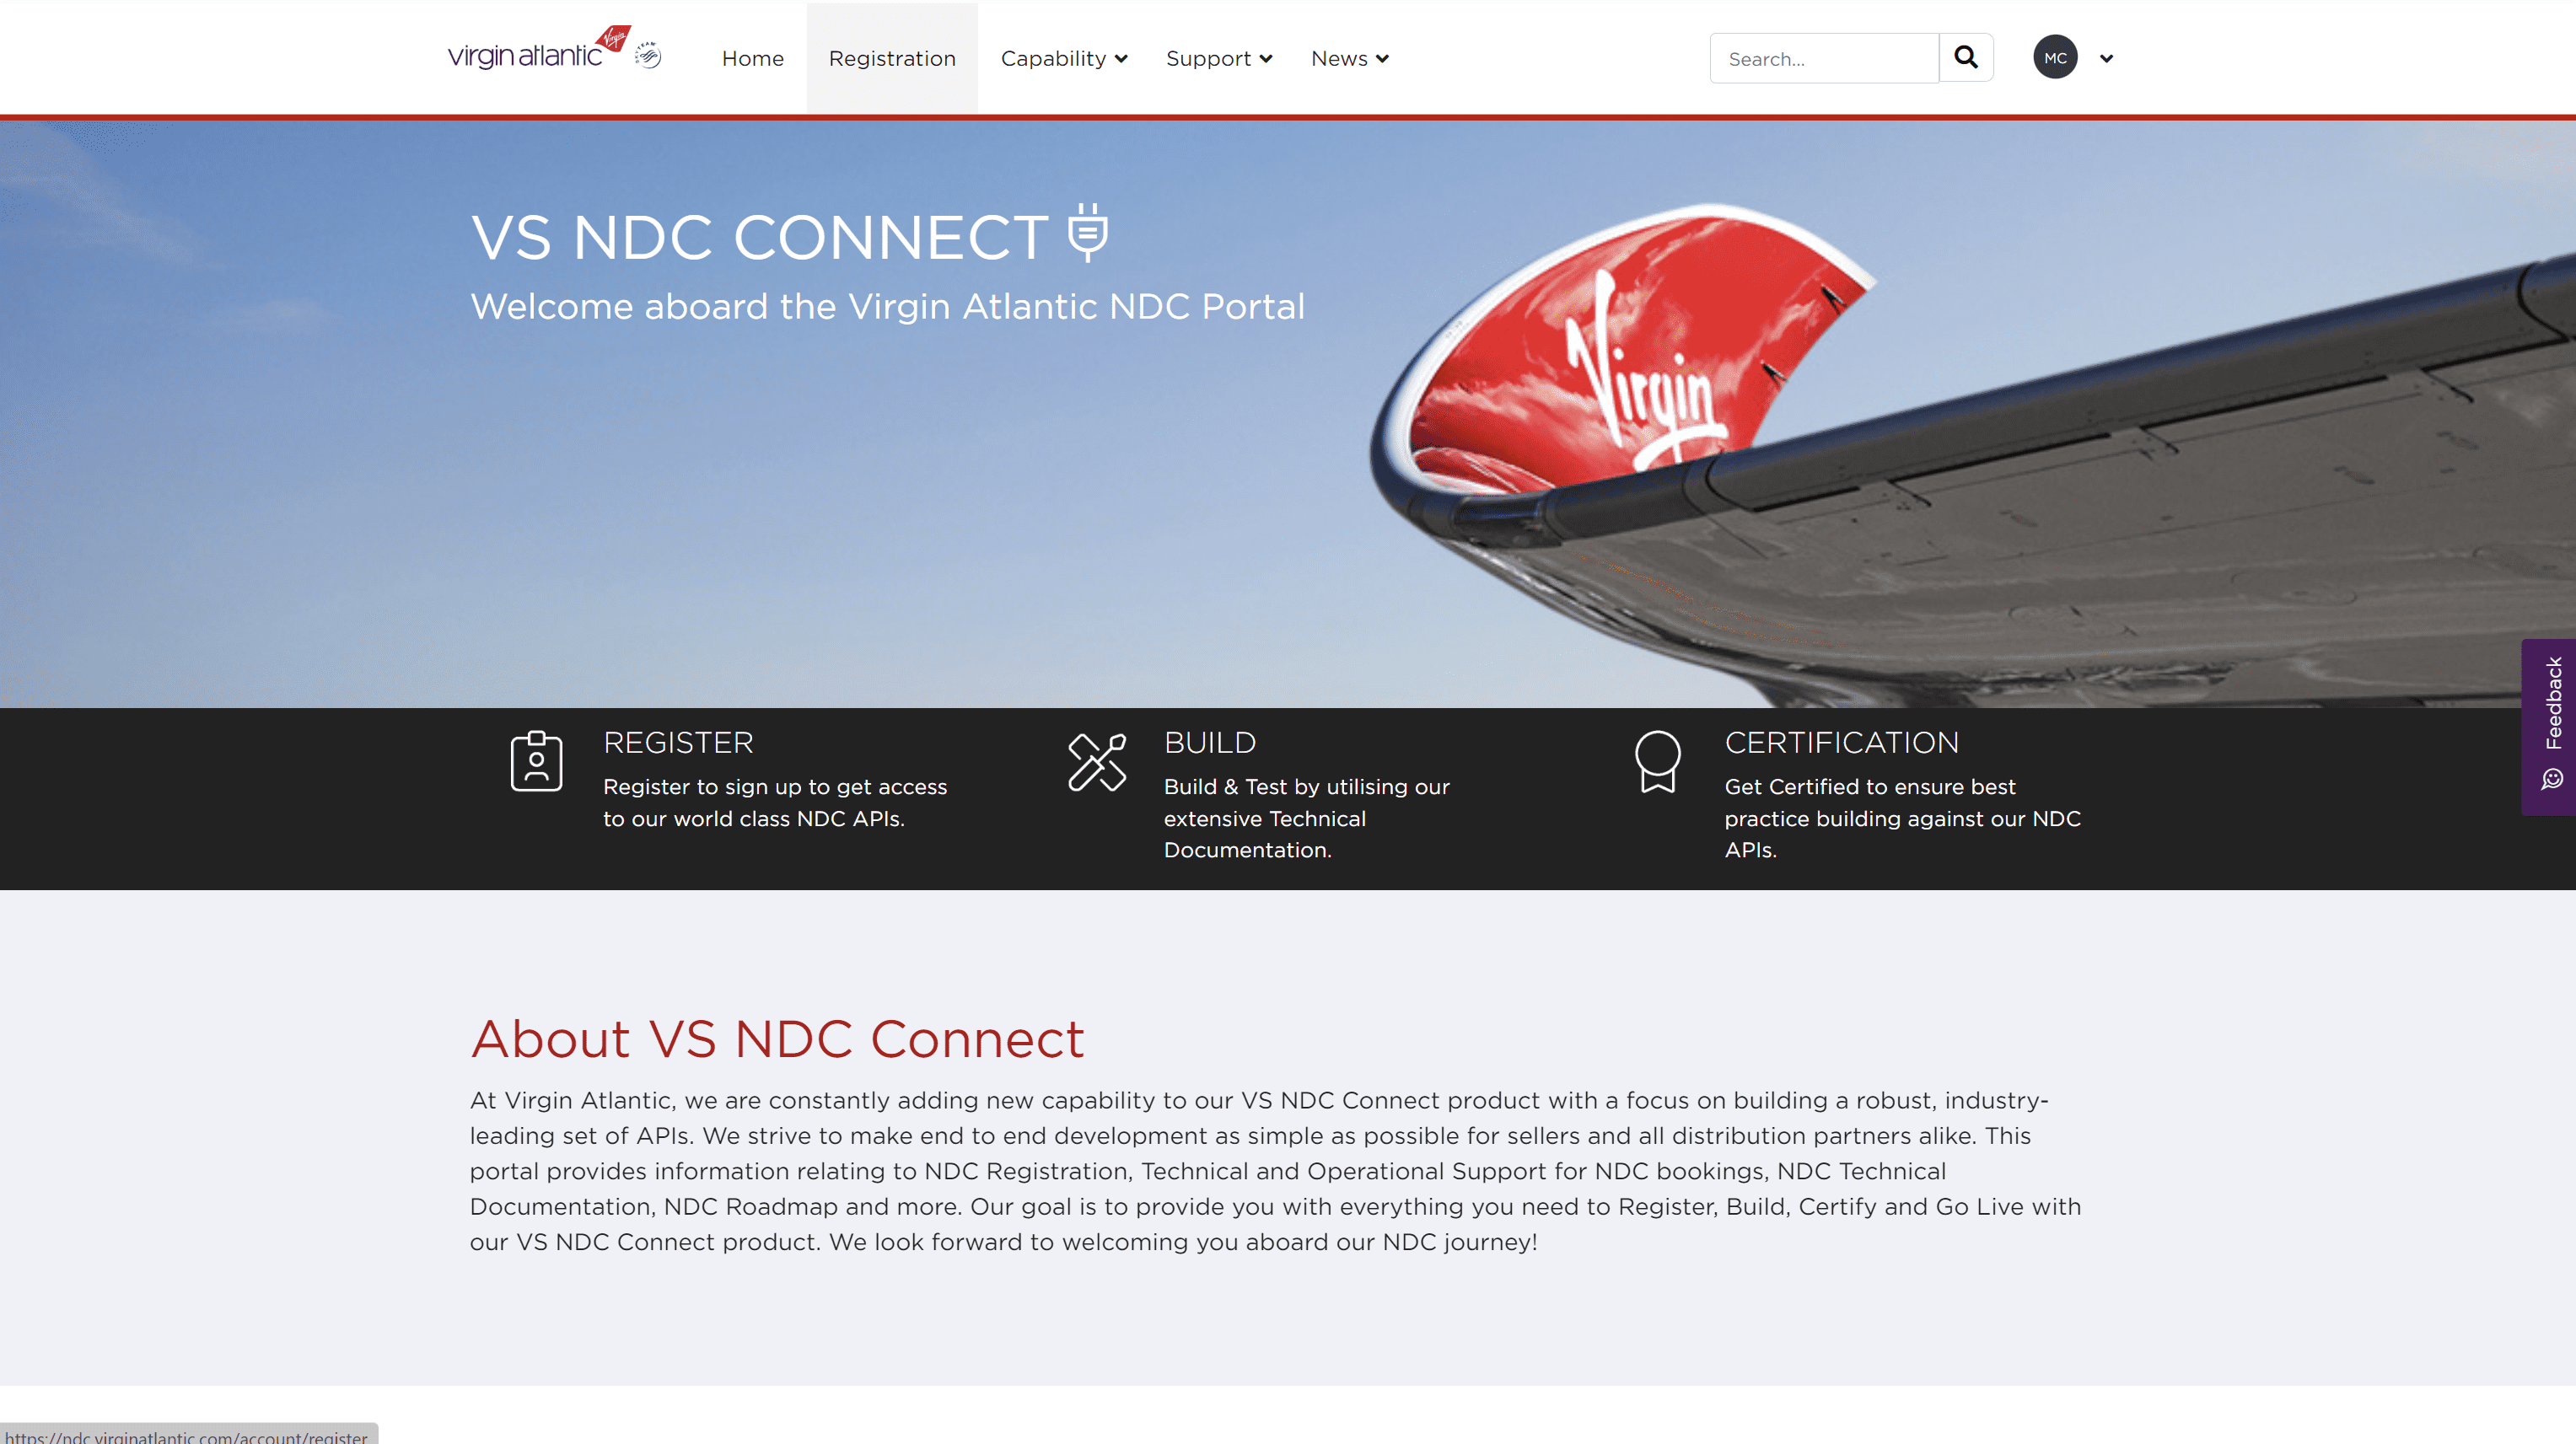 virgin atlantic Virgin
Home
Registration
Capability
Support
News
Search...
MC
VS NDC CONNECT
Welcome aboard the Virgin Atlantic NDC Portal
Virgin
Feedback
REGISTER
Register to sign up to get access
to our world class NDC APIs.
BUILD
Build & Test by utilising our
extensive Technical
Documentation.
CERTIFICATION
Get Certified to ensure best
practice building against our NDC
APIs.
About VS NDC Connect
At Virgin Atlantic, we are constantly adding new capability to our VS NDC Connect product with a focus on building a robust, industry-
leading set of APIs. We strive to make end to end development as simple as possible for sellers and all distribution partners alike. This
portal provides information relating to NDC Registration, Technical and Operational Support for NDC bookings, NDC Technical
Documentation, NDC Roadmap and more. Our goal is to provide you with everything you need to Register, Build, Certify and Go Live with
our VS NDC Connect product. We look forward to welcoming you aboard our NDC journey!
https://ndc.virginatlantic.com/account/register